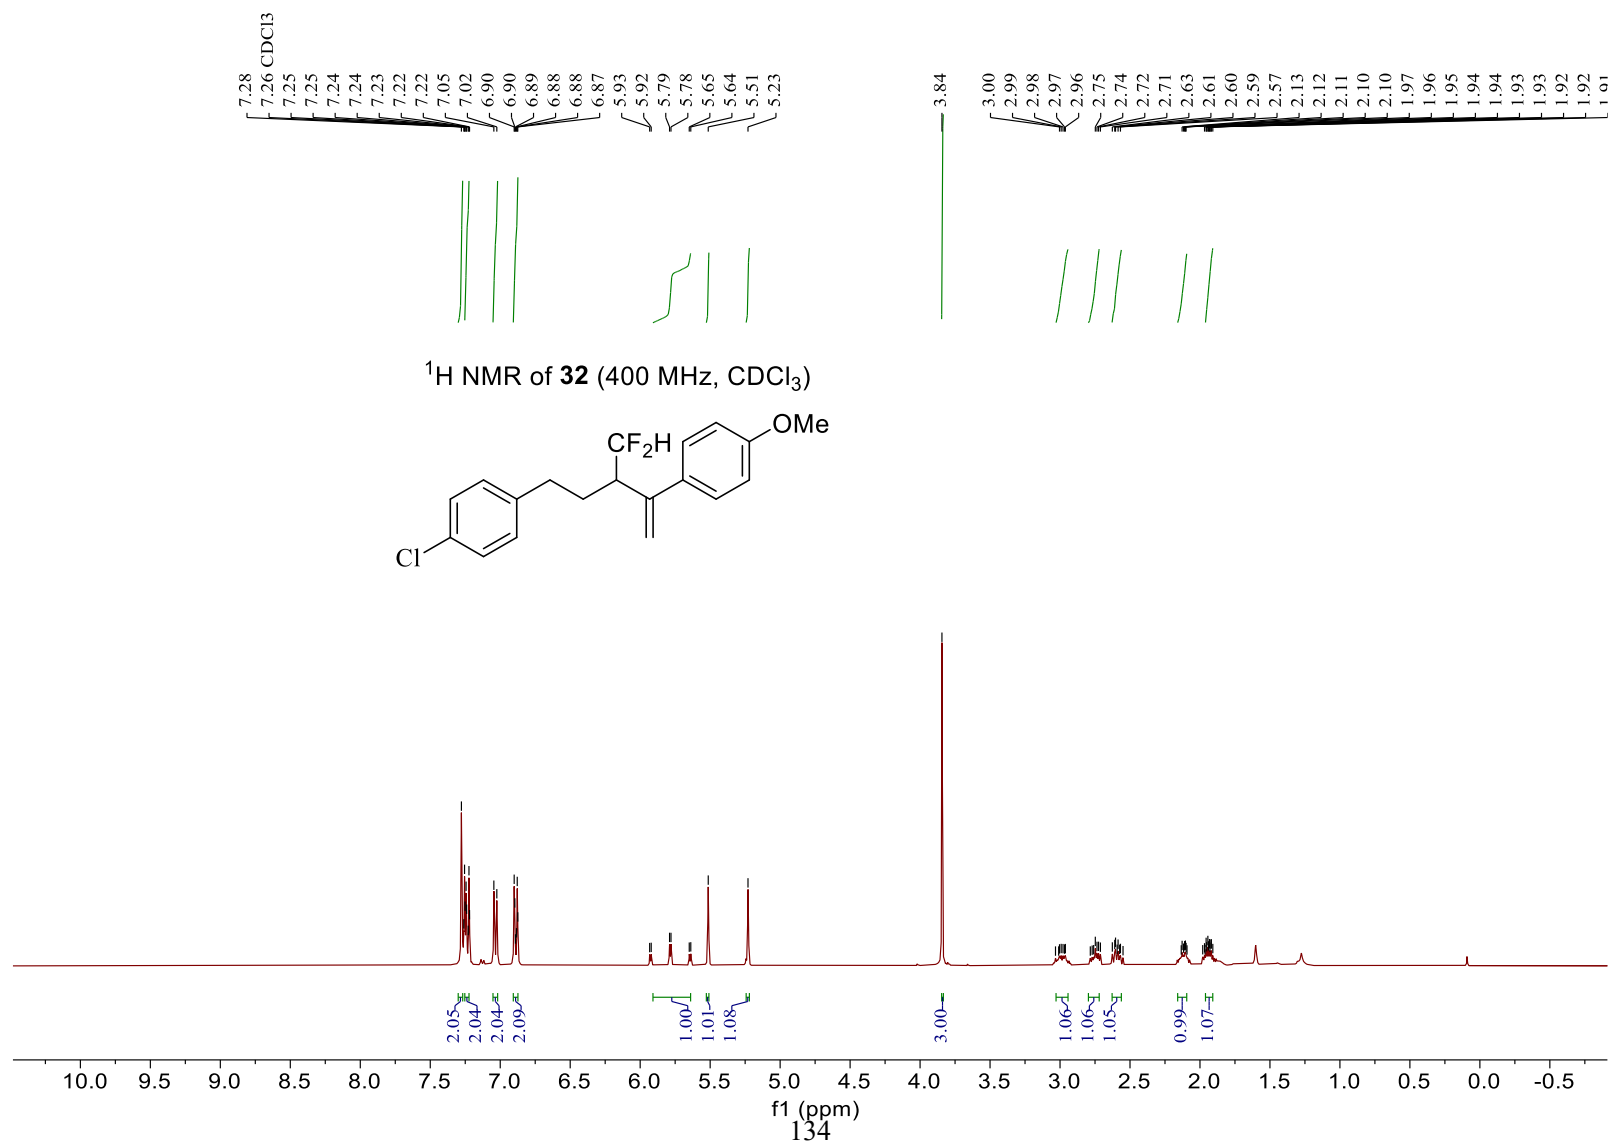 7.28 7.26 CDCl3 7.25 7.25 7.24 7.24 7.23 7.22 7.22 7.05 7.02 6.90 6.90 6.89 6.88 6.88 6.87 5.93 5.92 5.79 5.78 5.65 5.64 5.51 5.23 3.84 3.00 2.99 2.98 2.97 2.96 2.75 2.74 2.72 2.71 2.63 2.61 2.60 2.59 2.57 2.13 2.12 2.11 2.10 2.10 1.97 1.96 1.95 1.94 1.94 1.93 1.93 1.92 1.92 1.91
¹H NMR of 32 (400 MHz, CDCl₃)
OMe
CF₂H
Cl
2.05 2.04 2.04 2.09 1.00 1.01 1.08 3.00 1.06 1.06 1.05 0.99 1.07
10.0 9.5 9.0 8.5 8.0 7.5 7.0 6.5 6.0 5.5 5.0 4.5 4.0 3.5 3.0 2.5 2.0 1.5 1.0 0.5 0.0 -0.5
f1 (ppm)
134